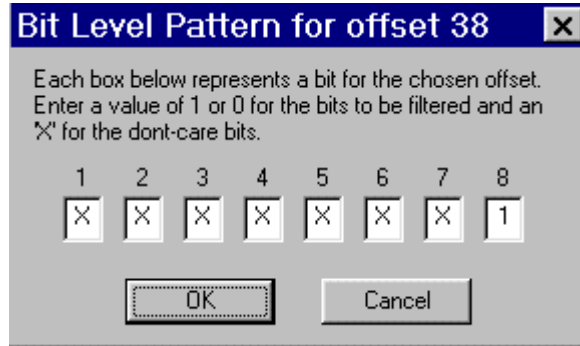 Bit Level Pattern for offset 38
Each box below represents a bit for the chosen offset.
Enter a value of 1 or 0 for the bits to be filtered and an
'X' for the dont-care bits.
1 2 3 4 5 6 7 8
X X X X X X X 1
OK Cancel